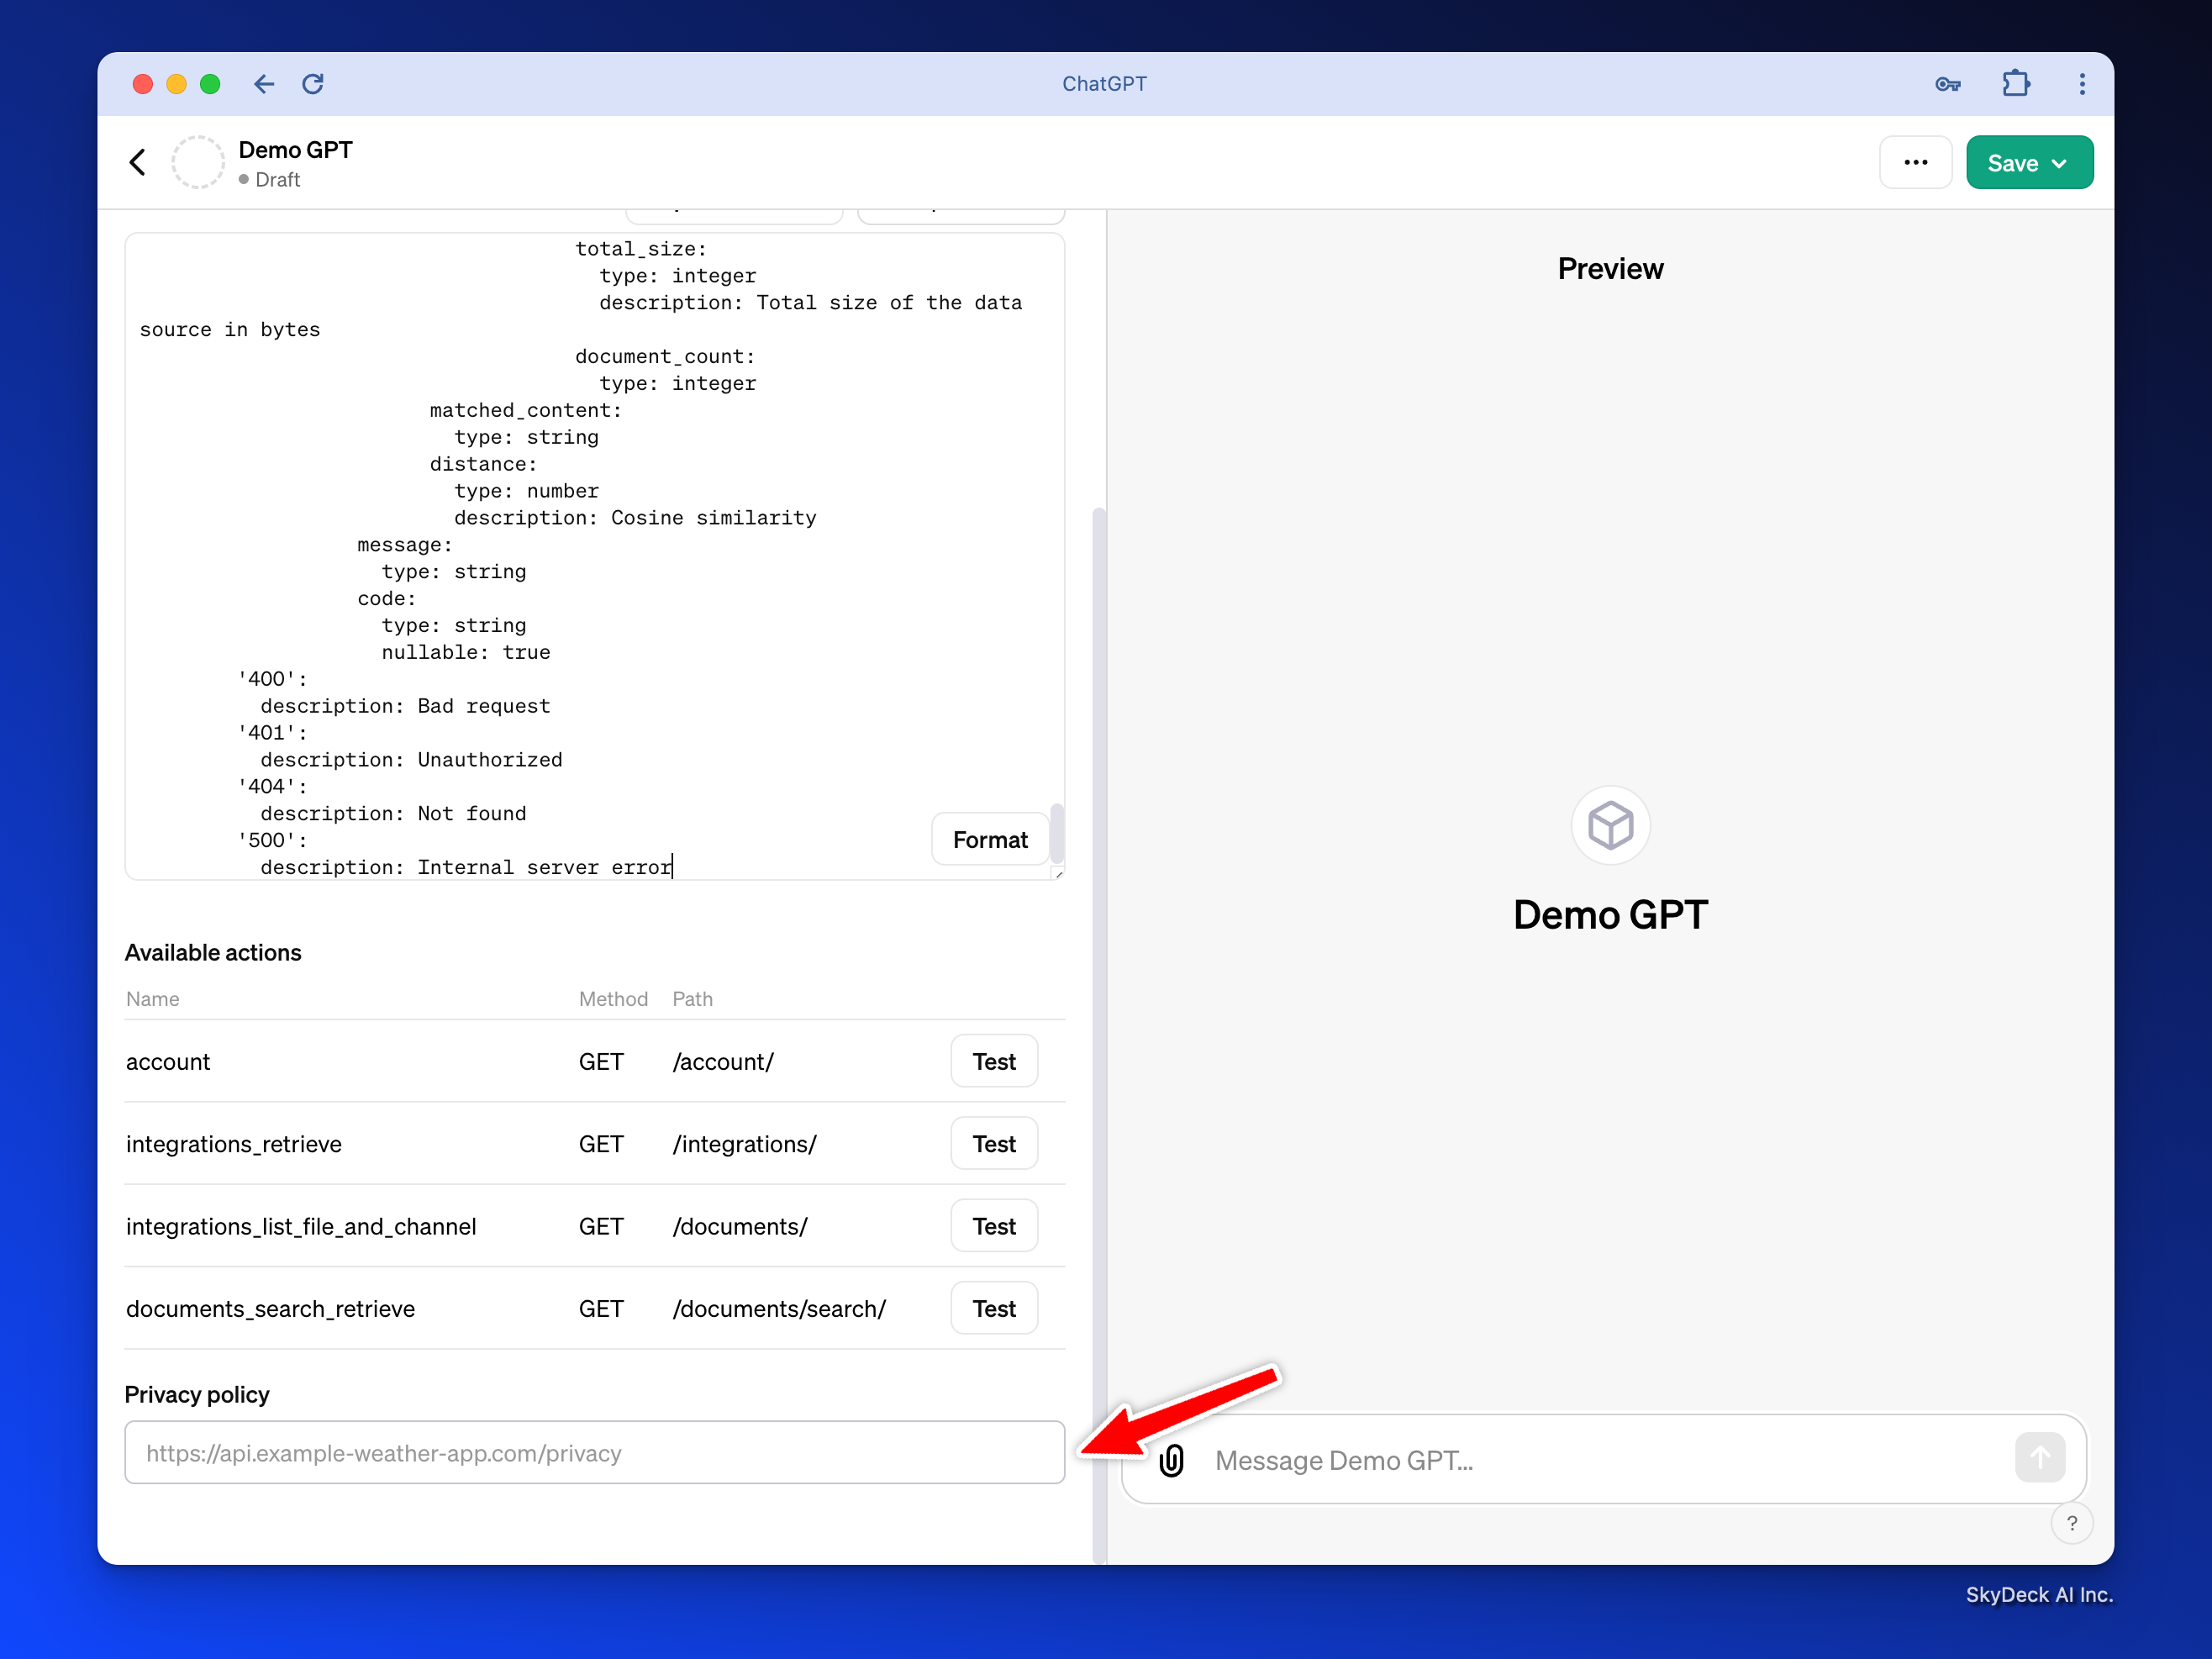 ChatGPT
Demo GPT
Draft
Save
total_size:
type: integer
description: Total size of the data
source in bytes
document_count:
type: integer
matched_content:
type: string
distance:
type: number
description: Cosine similarity
message:
type: string
code:
type: string
nullable: true
'400':
description: Bad request
'401':
description: Unauthorized
'404':
description: Not found
'500':
description: Internal server error
Format
Available actions
Name Method Path
account GET /account/ Test
integrations_retrieve GET /integrations/ Test
integrations_list_file_and_channel GET /documents/ Test
documents_search_retrieve GET /documents/search/ Test
Privacy policy
https://api.example-weather-app.com/privacy
Preview
Demo GPT
Message Demo GPT...
?
SkyDeck AI Inc.